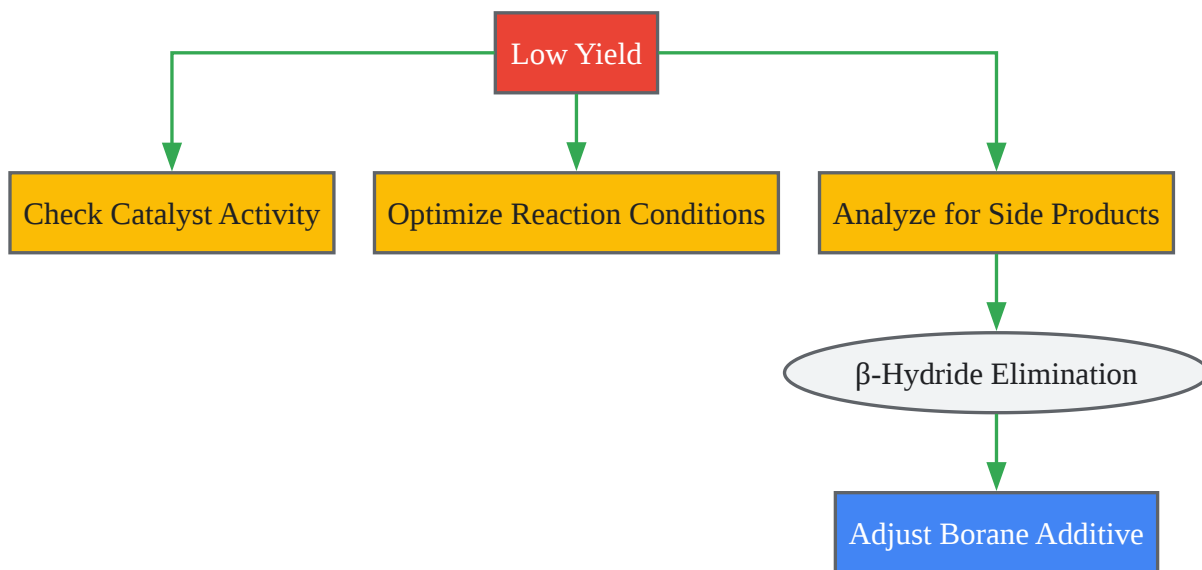 Low Yield
Check Catalyst Activity
Optimize Reaction Conditions
Analyze for Side Products
β-Hydride Elimination
Adjust Borane Additive